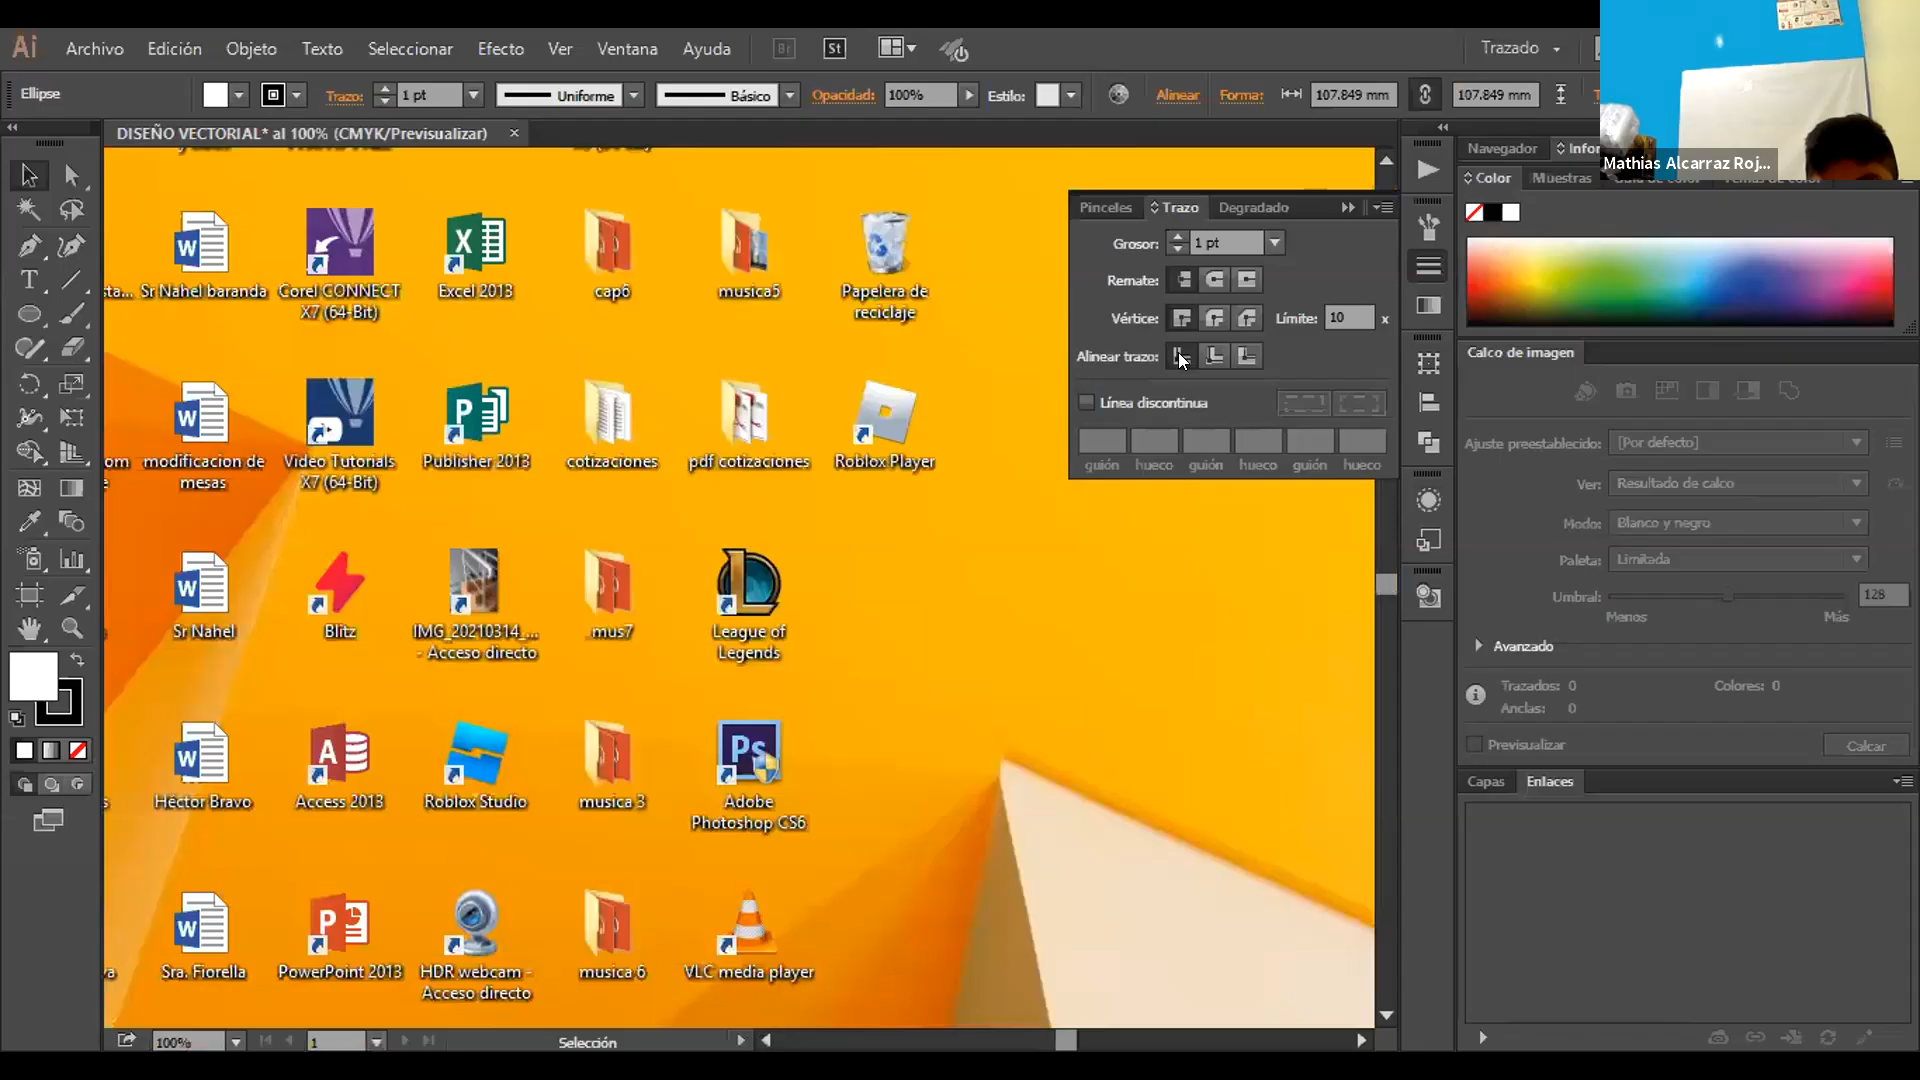 Ai Archivo Edición Objeto Texto Seleccionar Efecto Ver Ventana Ayuda Br St Trazado
Ellipse Trazo: 1 pt Uniforme Básico Opacidad: 100% Estilo: Alinear Forma: 107.849 mm 107.849 mm
Mathias Alcarraz Roj...
DISEÑO VECTORIAL* al 100% (CMYK/Previsualizar)
Navegador
Color Muestras
Pinceles Trazo Degradado
Grosor: 1 pt
Remate:
Vértice: Límite: 10 x
Alinear trazo:
Línea discontinua
guión hueco guión hueco guión hueco
Sr Nahel baranda
Corel CONNECT
X7 (64-Bit)
Excel 2013
cap6
musica5
Papelera de
reciclaje
modificacion de
mesas
Video Tutorials
X7 (64-Bit)
Publisher 2013
cotizaciones
pdf cotizaciones
Roblox Player
Sr Nahel
Blitz
IMG_20210314_...
- Acceso directo
mus7
League of
Legends
Héctor Bravo
Access 2013
Roblox Studio
musica 3
Adobe
Photoshop CS6
Sra. Fiorella
PowerPoint 2013
HDR webcam -
Acceso directo
musica 6
VLC media player
Calco de imagen
Ajuste preestablecido: [Por defecto]
Ver: Resultado de calco
Modo: Blanco y negro
Paleta: Limitada
Umbral: 128
Menos Más
Avanzado
Trazados: 0 Colores: 0
Anclas: 0
Previsualizar Calcar
Capas Enlaces
100% 1 Selección